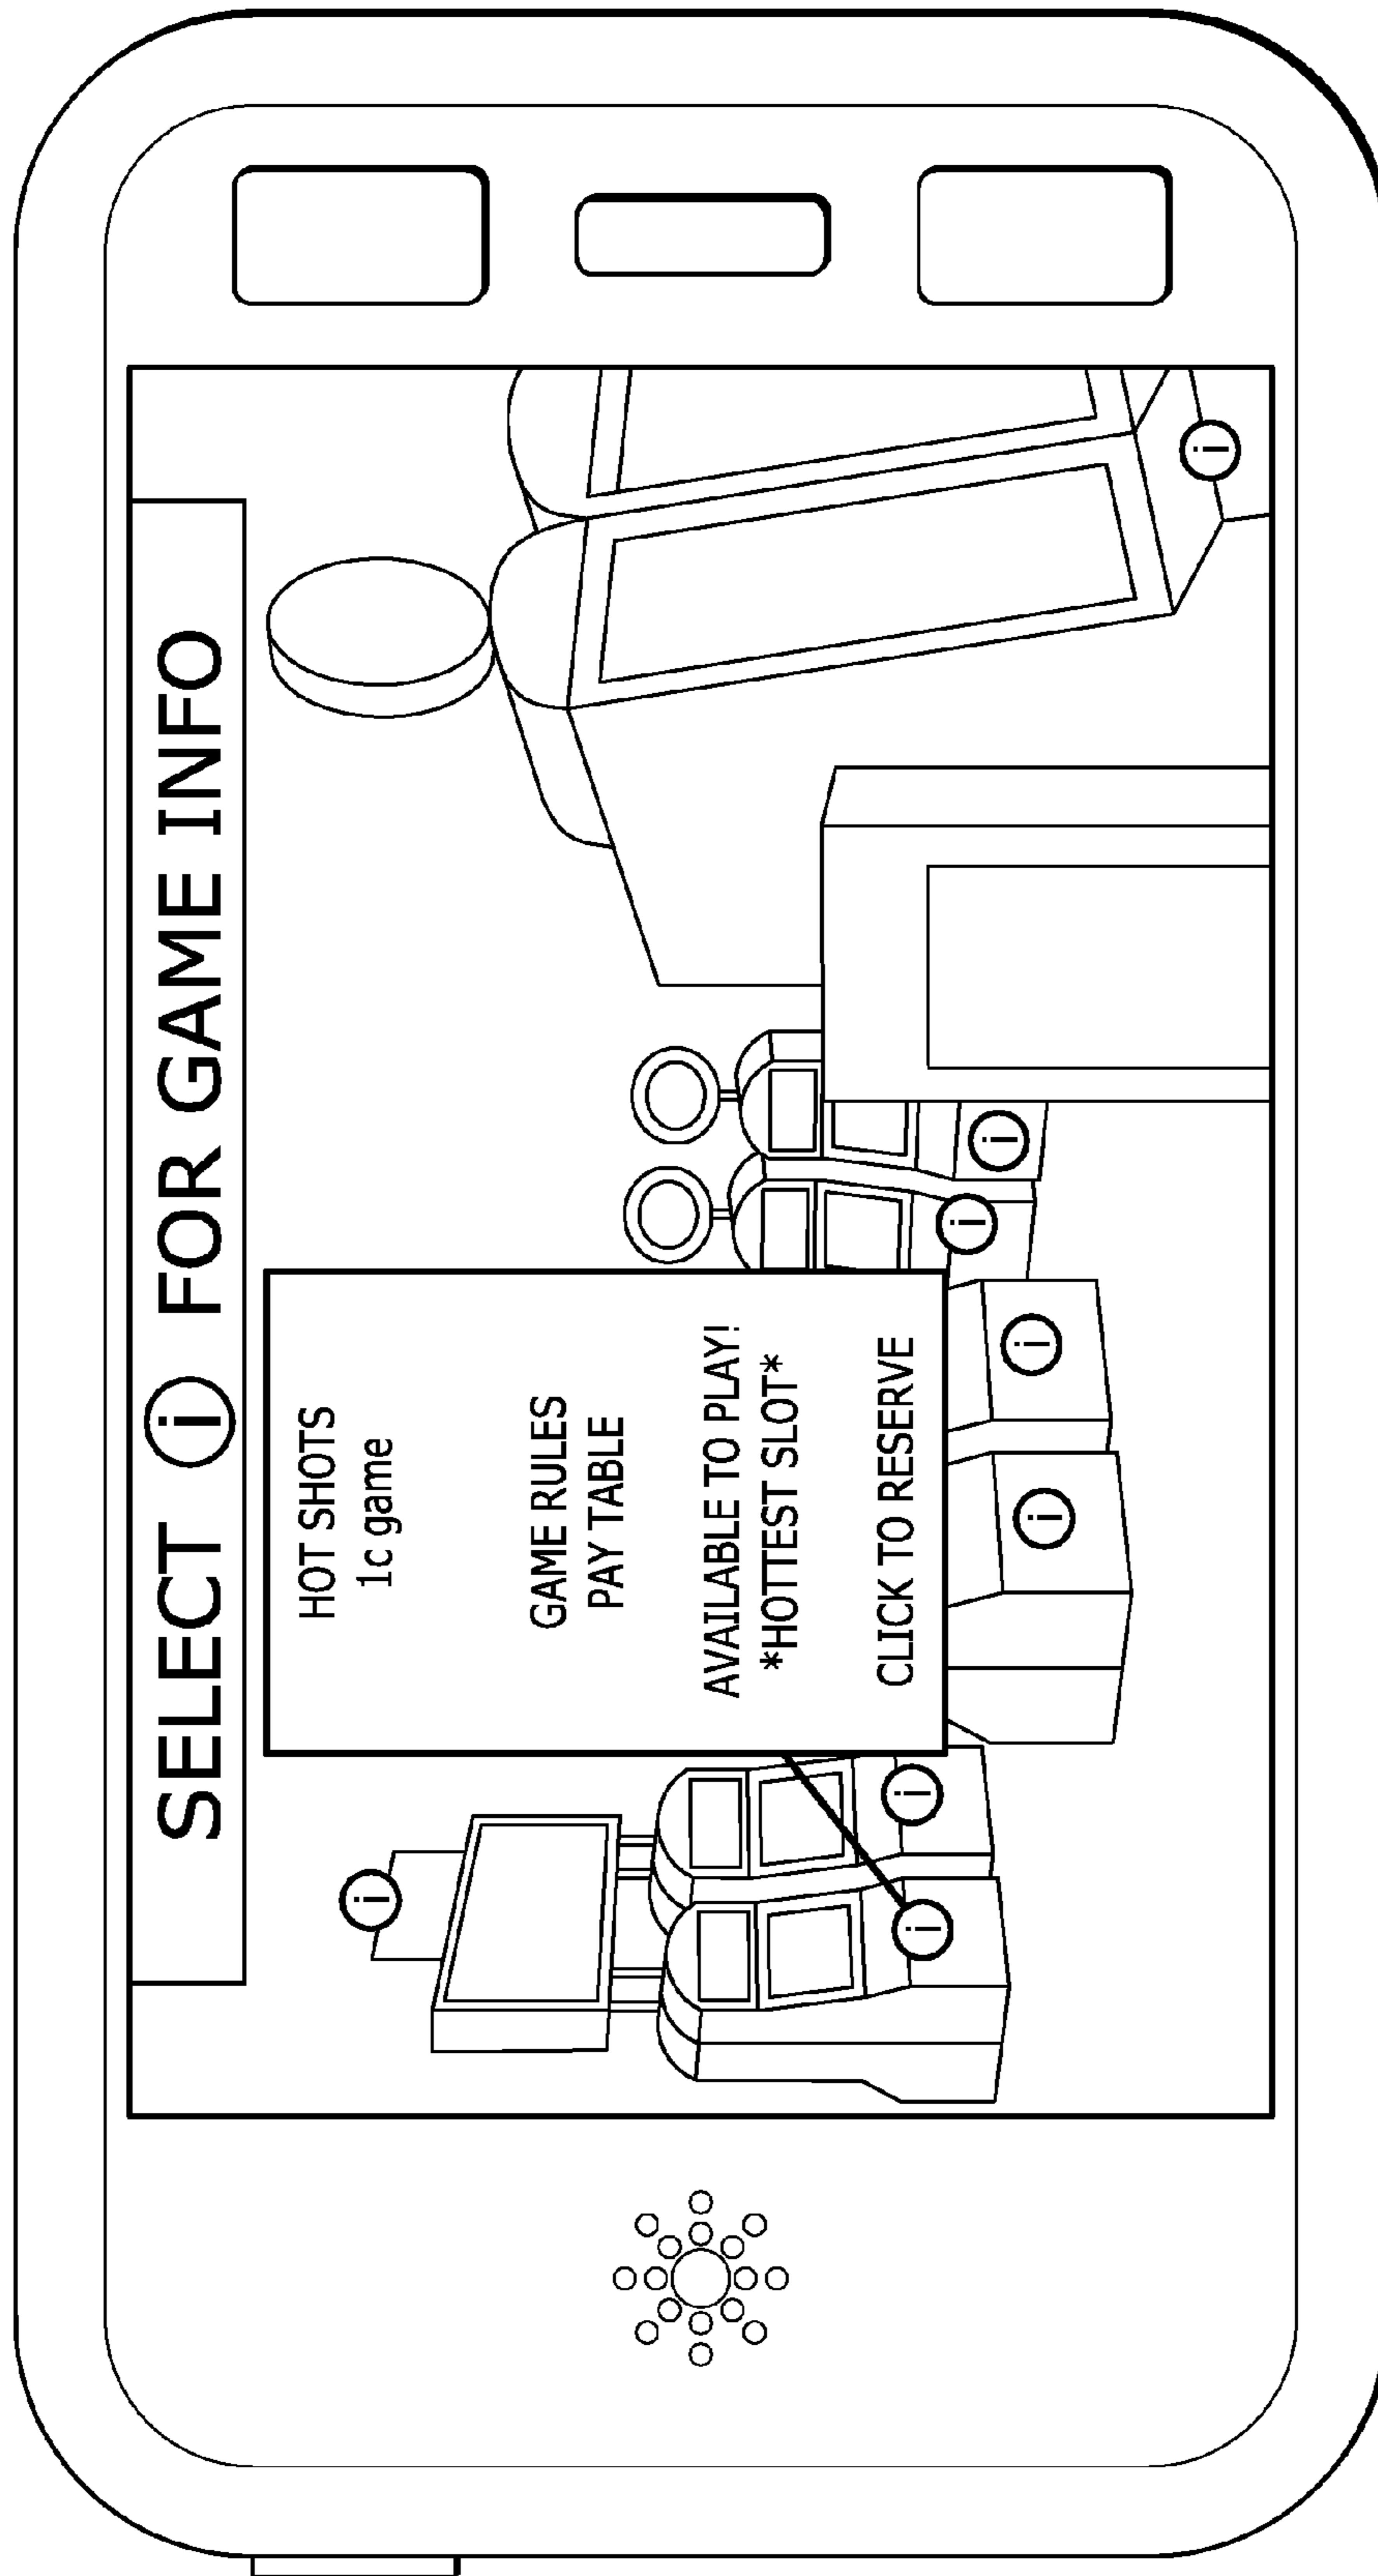 SELECT i FOR GAME INFO
HOT SHOTS
1c game
GAME RULES
PAY TABLE
AVAILABLE TO PLAY!
*HOTTEST SLOT*
CLICK TO RESERVE
i
i
i
i
i
i
i
i